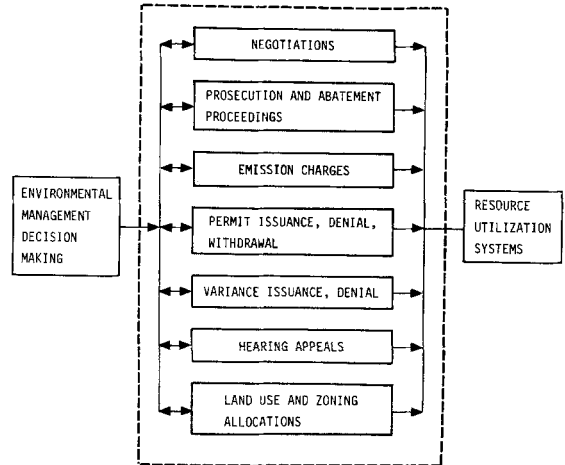 NEGOTIATIONS
PROSECUTION AND ABATEMENT
PROCEEDINGS
EMISSION CHARGES
ENVIRONMENTAL
MANAGEMENT
DECISION
MAKING
PERMIT ISSUANCE, DENIAL,
WITHDRAWAL
RESOURCE
UTILIZATION
SYSTEMS
VARIANCE ISSUANCE, DENIAL
HEARING APPEALS
LAND USE AND ZONING
ALLOCATIONS